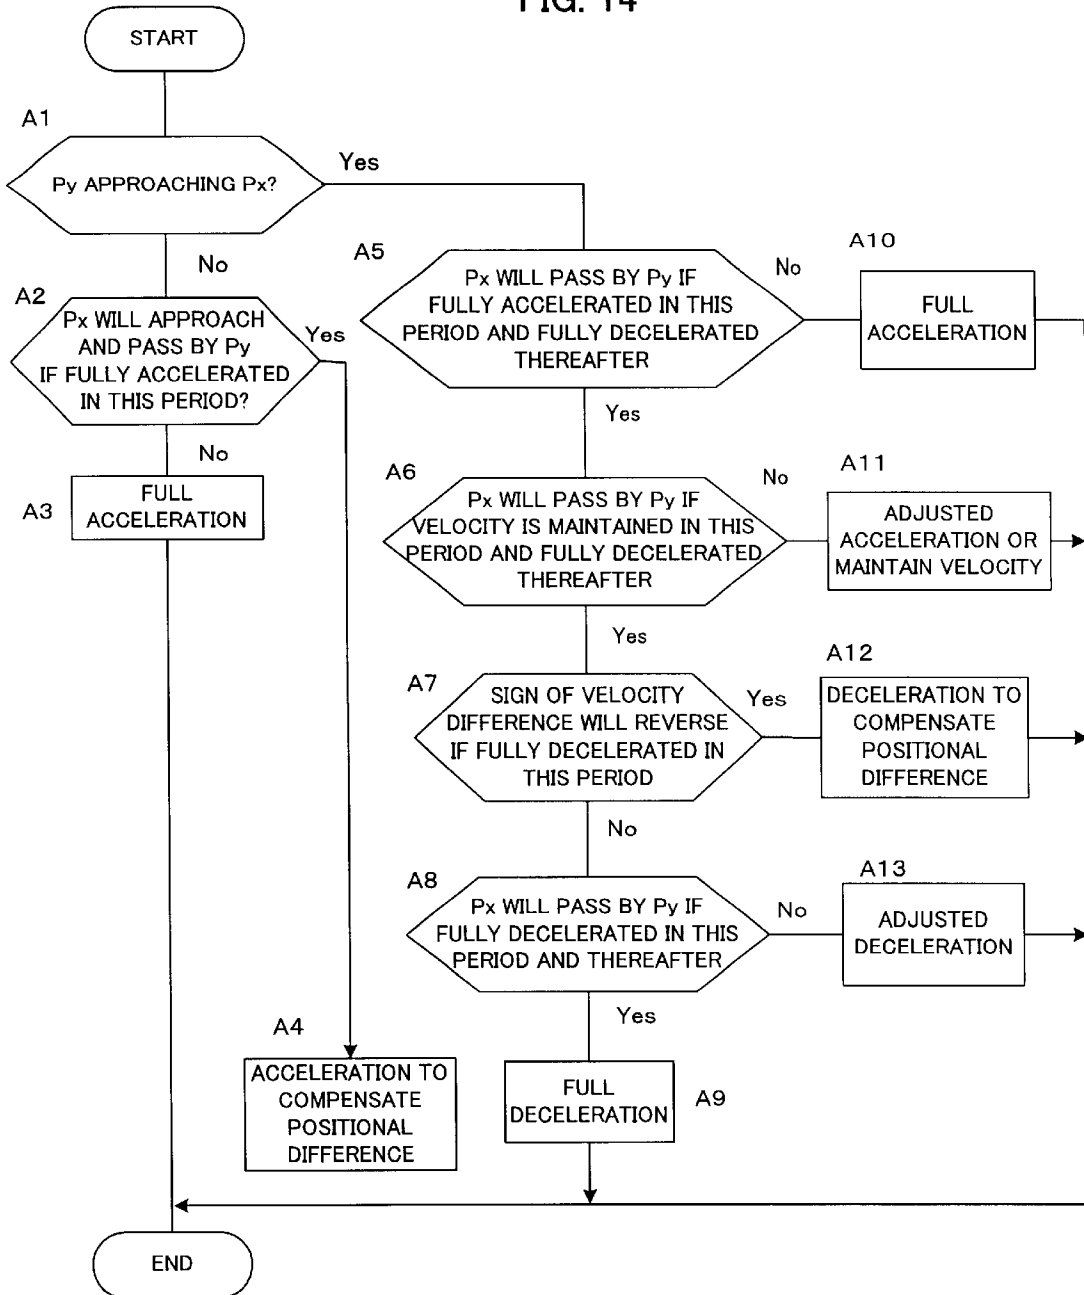 FIG. 14
START
A1
Py APPROACHING Px?
Yes
No
A2
Px WILL APPROACH
AND PASS BY Py
IF FULLY ACCELERATED
IN THIS PERIOD?
Yes
No
A3
FULL
ACCELERATION
A4
ACCELERATION TO
COMPENSATE
POSITIONAL
DIFFERENCE
A5
Px WILL PASS BY Py IF
FULLY ACCELERATED IN THIS
PERIOD AND FULLY DECELERATED
THEREAFTER
No
A10
FULL
ACCELERATION
Yes
A6
Px WILL PASS BY Py IF
VELOCITY IS MAINTAINED IN THIS
PERIOD AND FULLY DECELERATED
THEREAFTER
No
A11
ADJUSTED
ACCELERATION OR
MAINTAIN VELOCITY
Yes
A7
SIGN OF VELOCITY
DIFFERENCE WILL REVERSE
IF FULLY DECELERATED IN
THIS PERIOD
Yes
A12
DECELERATION TO
COMPENSATE
POSITIONAL
DIFFERENCE
No
A8
Px WILL PASS BY Py IF
FULLY DECELERATED IN THIS
PERIOD AND THEREAFTER
No
A13
ADJUSTED
DECELERATION
Yes
FULL
DECELERATION
A9
END